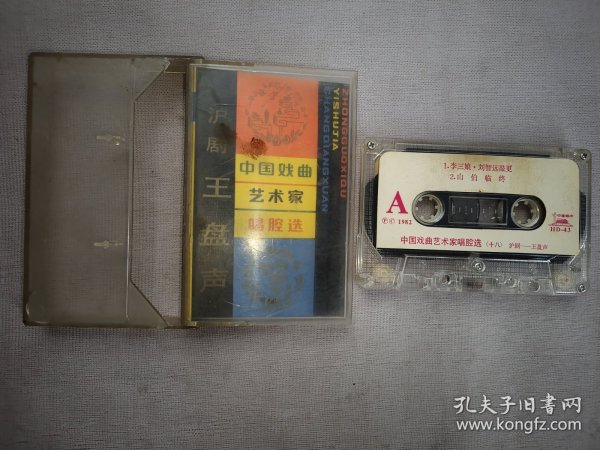 沪剧 王盘声
ZHONGGUOXIQU
YISHUJIA
CHANGQIANGXUAN
中国戏曲
艺术家
唱腔选
1.李三娘·刘智远敲更
2.山伯临终
A
Ⓟ© 1982
HD-43
中国戏曲艺术家唱腔选(十八) 沪剬——王盘声
孔夫子旧书网
www.kongfz.com